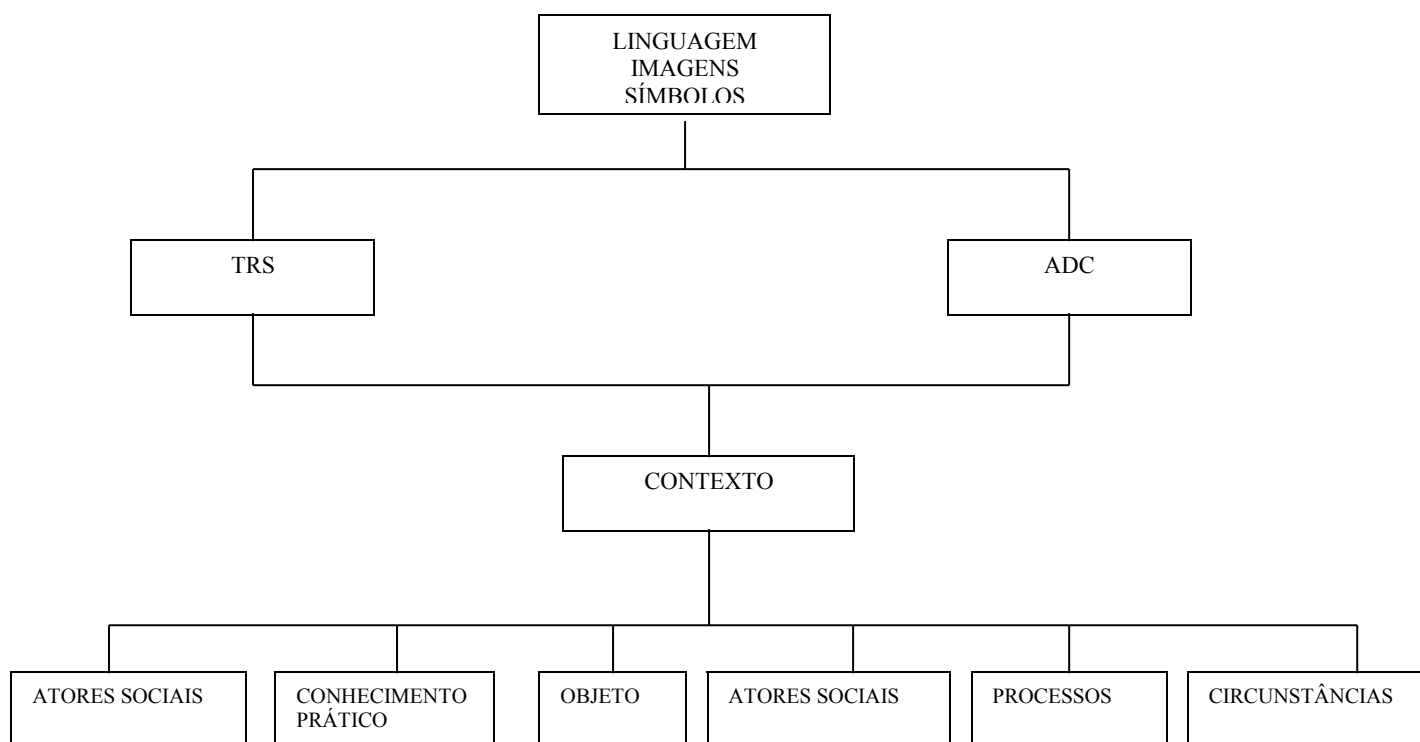 LINGUAGEM
IMAGENS
SÍMBOLOS
TRS
ADC
CONTEXTO
ATORES SOCIAIS
CONHECIMENTO
PRÁTICO
OBJETO
ATORES SOCIAIS
PROCESSOS
CIRCUNSTÂNCIAS